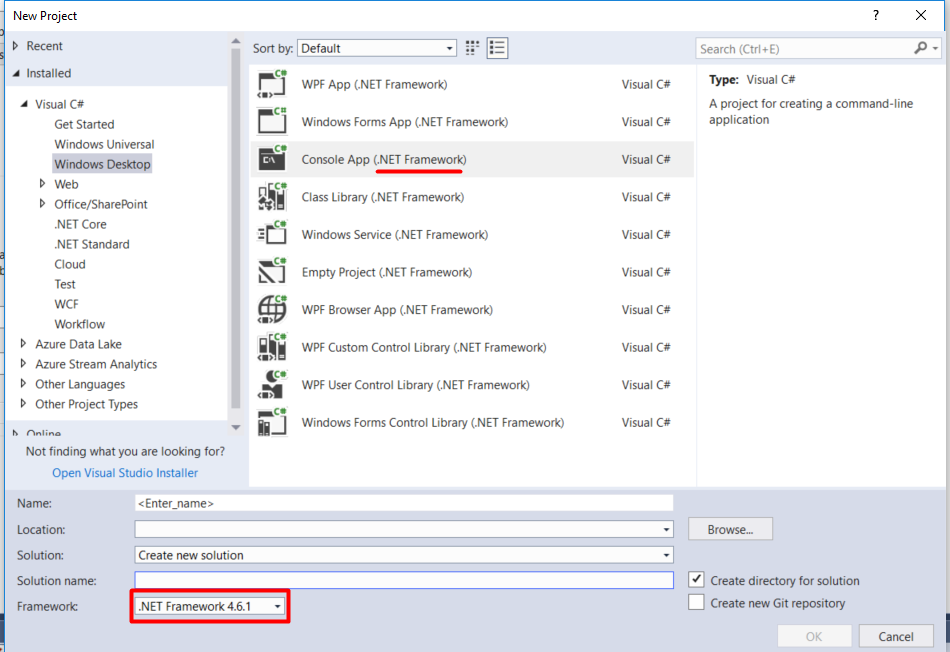 New Project
?
Recent
Installed
Visual C#
Get Started
Windows Universal
Windows Desktop
Web
Office/SharePoint
.NET Core
.NET Standard
Cloud
Test
WCF
Workflow
Azure Data Lake
Azure Stream Analytics
Other Languages
Other Project Types
Online
Not finding what you are looking for?
Open Visual Studio Installer
Sort by: Default
WPF App (.NET Framework) Visual C#
Windows Forms App (.NET Framework) Visual C#
Console App (.NET Framework) Visual C#
Class Library (.NET Framework) Visual C#
Windows Service (.NET Framework) Visual C#
Empty Project (.NET Framework) Visual C#
WPF Browser App (.NET Framework) Visual C#
WPF Custom Control Library (.NET Framework) Visual C#
WPF User Control Library (.NET Framework) Visual C#
Windows Forms Control Library (.NET Framework) Visual C#
Search (Ctrl+E)
Type: Visual C#
A project for creating a command-line
application
Name: <Enter_name>
Location:
Browse...
Solution: Create new solution
Solution name:
Create directory for solution
Framework: .NET Framework 4.6.1
Create new Git repository
OK Cancel